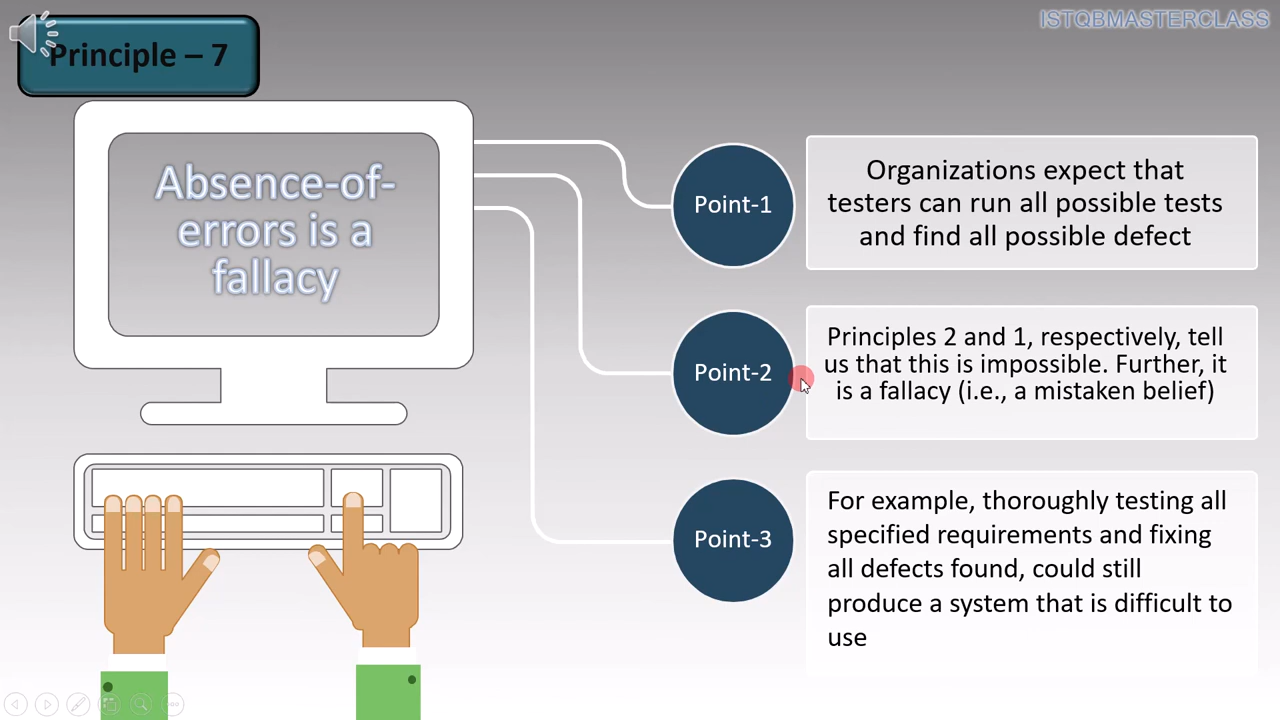 ISTQBMASTERCLASS
Principle – 7
Absence-of-
errors is a
fallacy
Point-1
Organizations expect that
testers can run all possible tests
and find all possible defect
Point-2
Principles 2 and 1, respectively, tell
us that this is impossible. Further, it
is a fallacy (i.e., a mistaken belief)
Point-3
For example, thoroughly testing all
specified requirements and fixing
all defects found, could still
produce a system that is difficult to
use